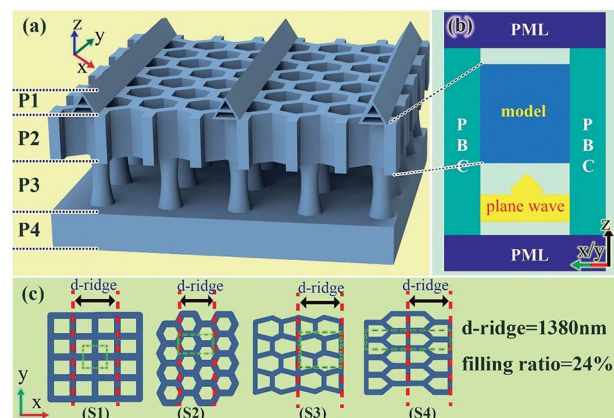 (a)
z
y
x
P1
P2
P3
P4
(b)
PML
P
B
C
model
P
B
C
plane wave
PML
z
x/y
(c)
d-ridge
d-ridge
d-ridge
d-ridge
d-ridge=1380nm
filling ratio=24%
y
x
(S1)
(S2)
(S3)
(S4)